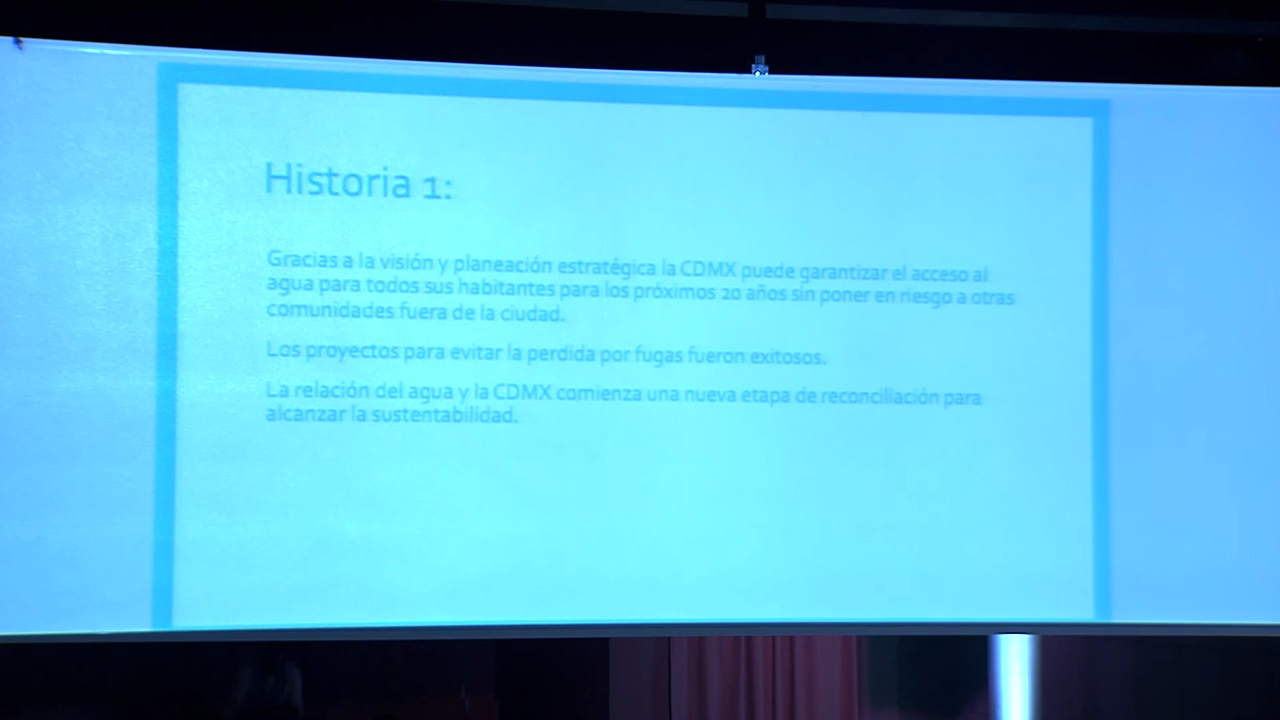 Historia 1:
Gracias a la visión y planeación estratégica la CDMX puede garantizar el acceso al
agua para todos sus habitantes para los próximos 20 años sin poner en riesgo a otras
comunidades fuera de la ciudad.
Los proyectos para evitar la perdida por fugas fueron exitosos.
La relación del agua y la CDMX comienza una nueva etapa de reconciliación para
alcanzar la sustentabilidad.